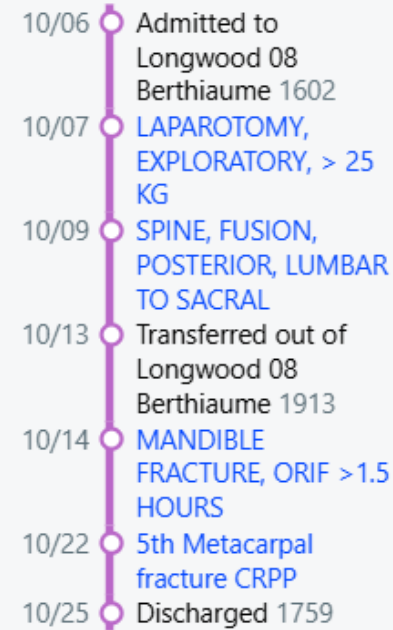 10/06 Admitted to
Longwood 08
Berthiaume 1602
10/07 LAPAROTOMY,
EXPLORATORY, > 25
KG
10/09 SPINE, FUSION,
POSTERIOR, LUMBAR
TO SACRAL
10/13 Transferred out of
Longwood 08
Berthiaume 1913
10/14 MANDIBLE
FRACTURE, ORIF >1.5
HOURS
10/22 5th Metacarpal
fracture CRPP
10/25 Discharged 1759